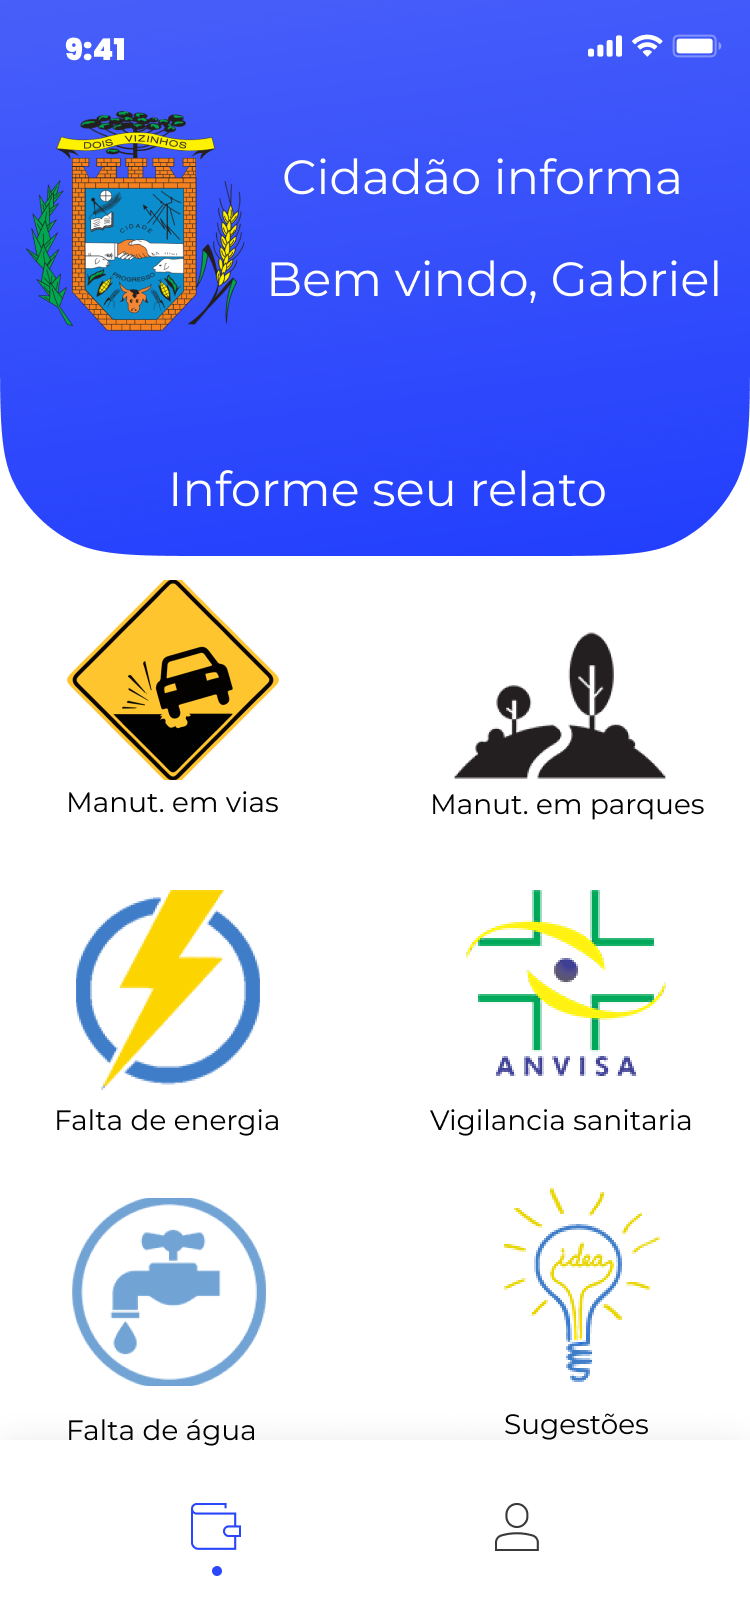 9:41
DOIS VIZINHOS
Cidadão informa
CIDADE
PROGRESSO
Bem vindo, Gabriel
Informe seu relato
Manut. em vias
Manut. em parques
ANVISA
Falta de energia
Vigilancia sanitaria
idea
Falta de água
Sugestões